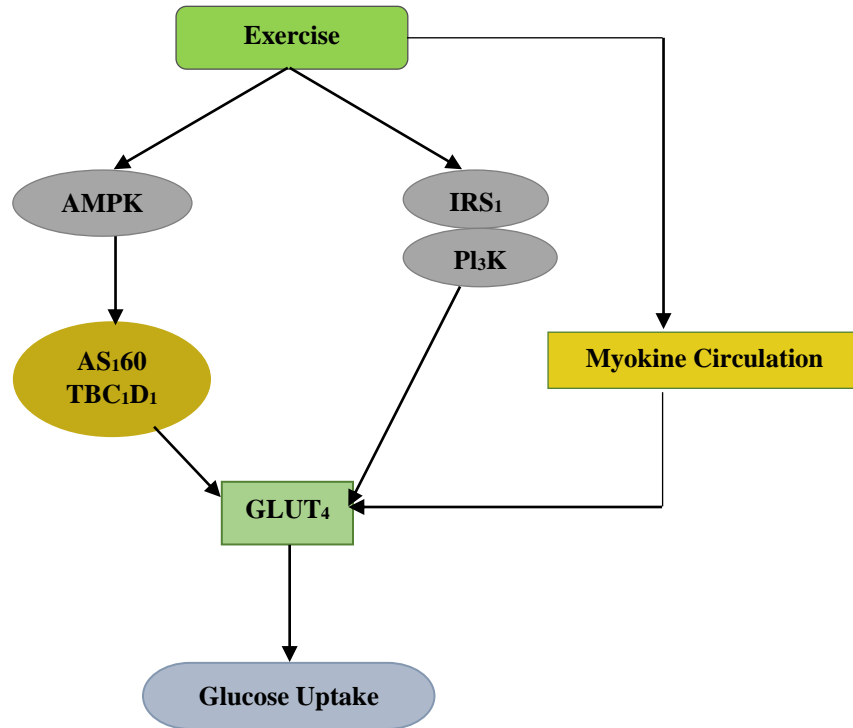 Exercise
AMPK
IRS₁
Pl₃K
AS₁60
TBC₁D₁
Myokine Circulation
GLUT₄
Glucose Uptake